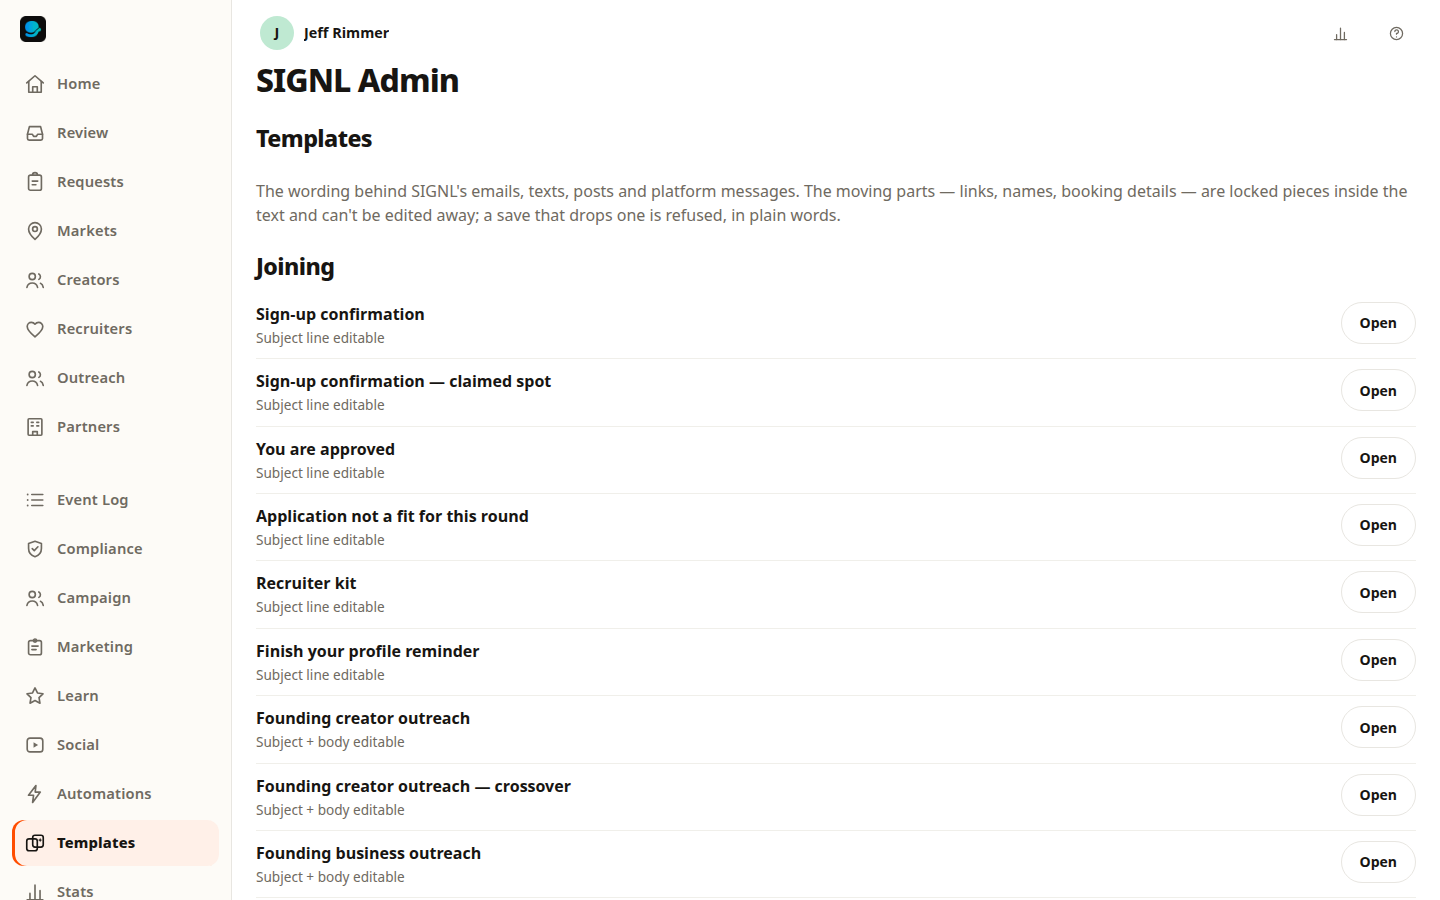 Home
Review
Requests
Markets
Creators
Recruiters
Outreach
Partners
Event Log
Compliance
Campaign
Marketing
Learn
Social
Automations
Templates
Stats
J
Jeff Rimmer
SIGNL Admin
Templates
The wording behind SIGNL's emails, texts, posts and platform messages. The moving parts — links, names, booking details — are locked pieces inside the
text and can't be edited away; a save that drops one is refused, in plain words.
Joining
Sign-up confirmation
Subject line editable
Open
Sign-up confirmation — claimed spot
Subject line editable
Open
You are approved
Subject line editable
Open
Application not a fit for this round
Subject line editable
Open
Recruiter kit
Subject line editable
Open
Finish your profile reminder
Subject line editable
Open
Founding creator outreach
Subject + body editable
Open
Founding creator outreach — crossover
Subject + body editable
Open
Founding business outreach
Subject + body editable
Open